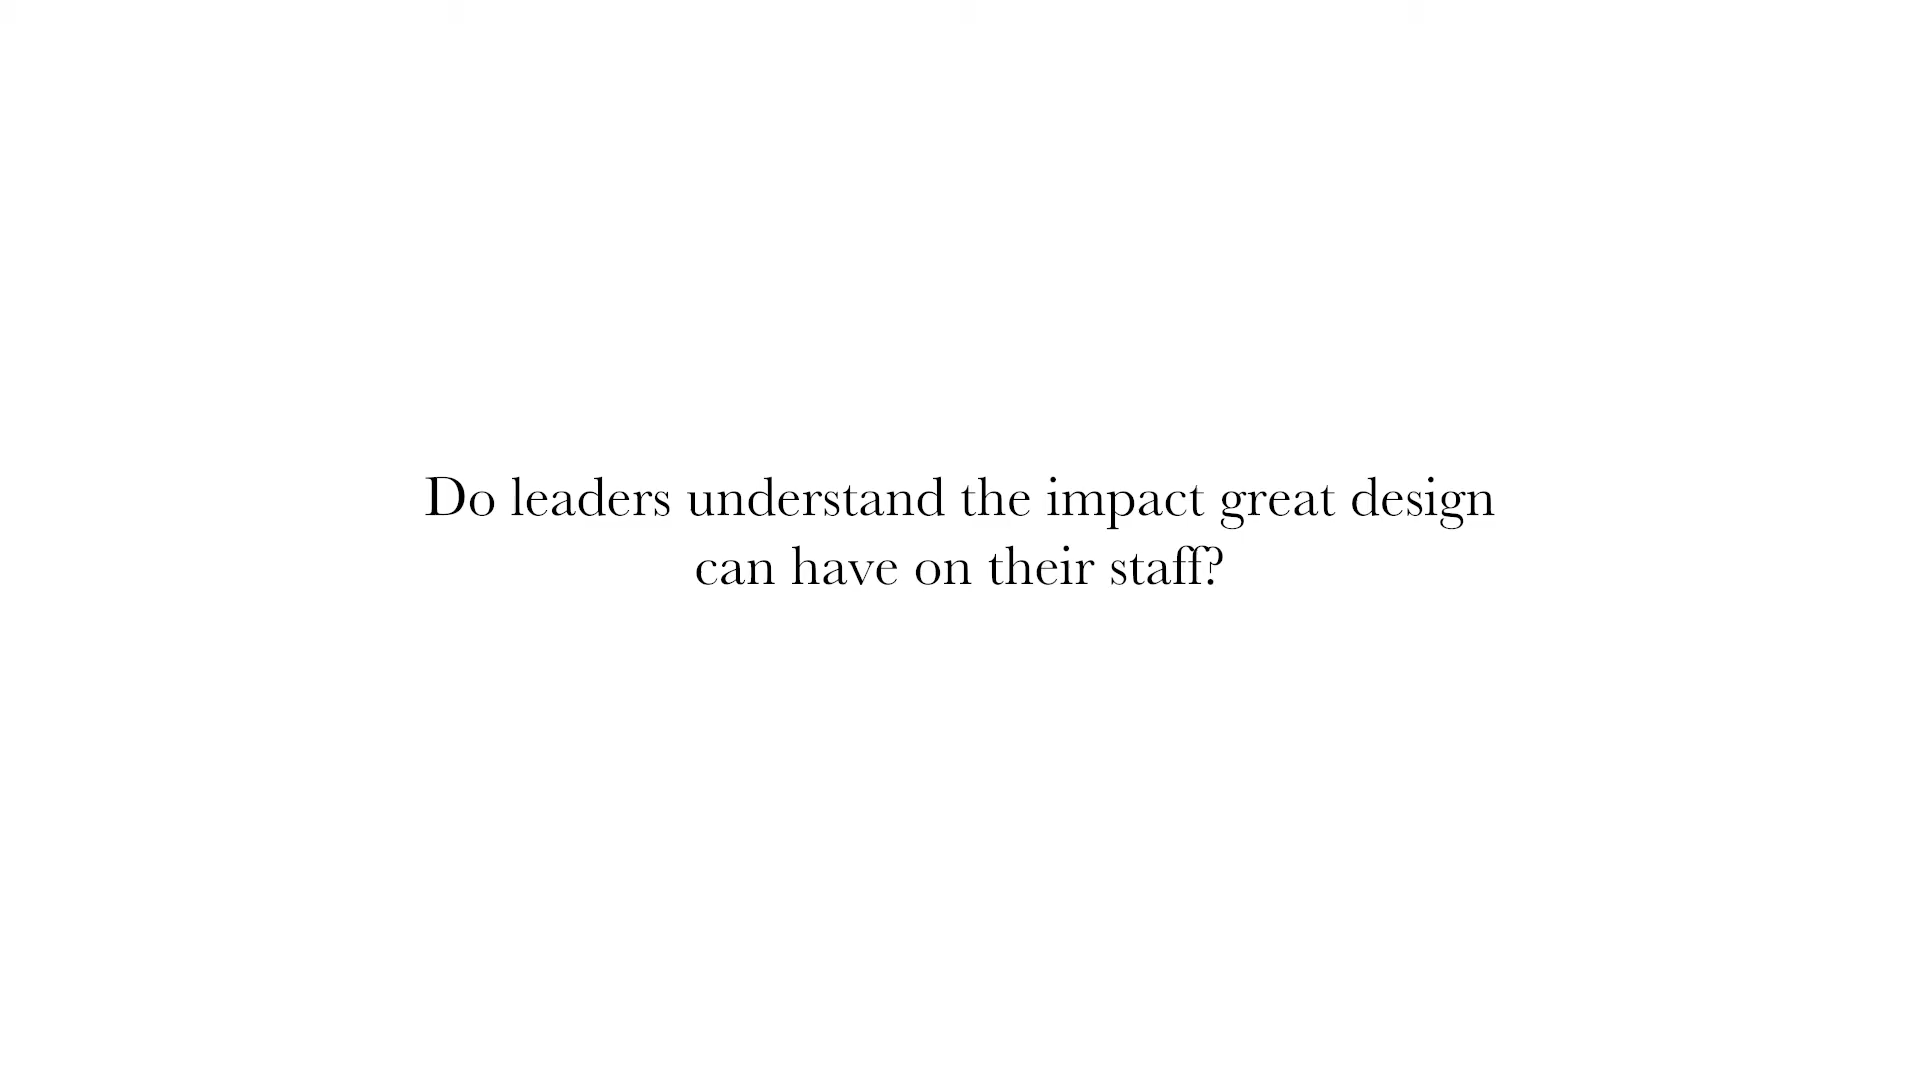 Do leaders understand the impact great design
can have on their staff?